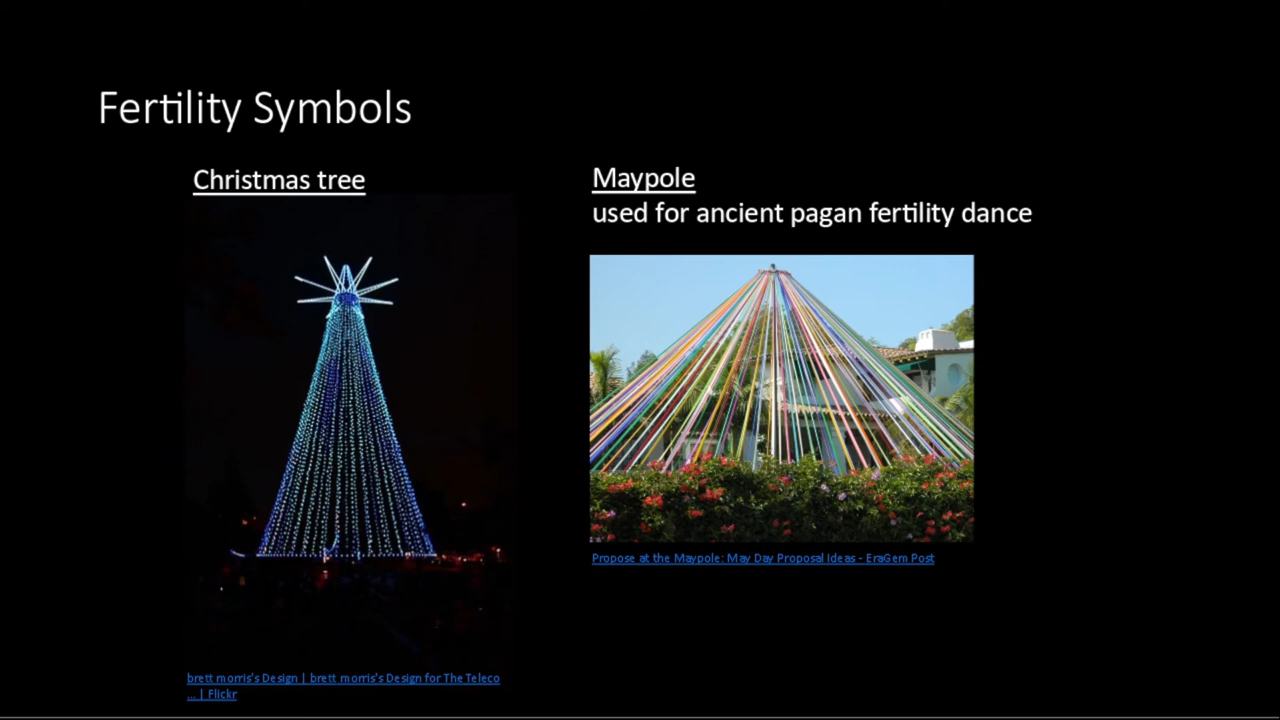 Fertility Symbols
Christmas tree
Maypole
used for ancient pagan fertility dance
Propose at the Maypole: May Day Proposal Ideas - EraGem Post
brett morris's Design | brett morris's Design for The Teleco
... | Flickr